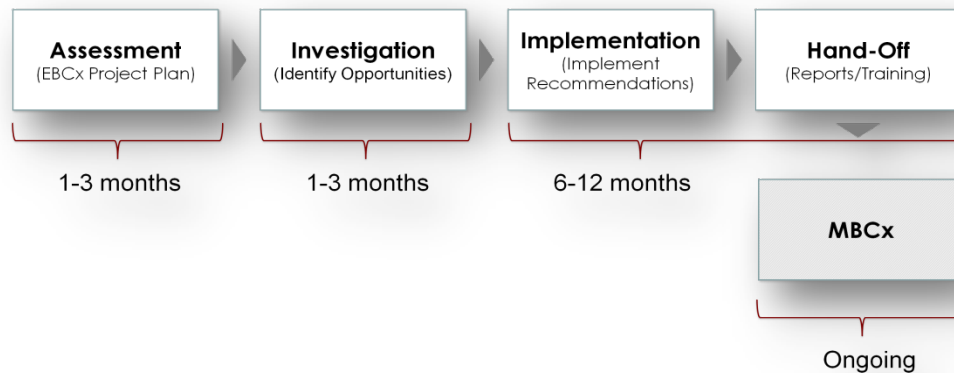 Assessment
(EBCx Project Plan)
Investigation
(Identify Opportunities)
Implementation
(Implement
Recommendations)
Hand-Off
(Reports/Training)
1-3 months
1-3 months
6-12 months
MBCx
Ongoing